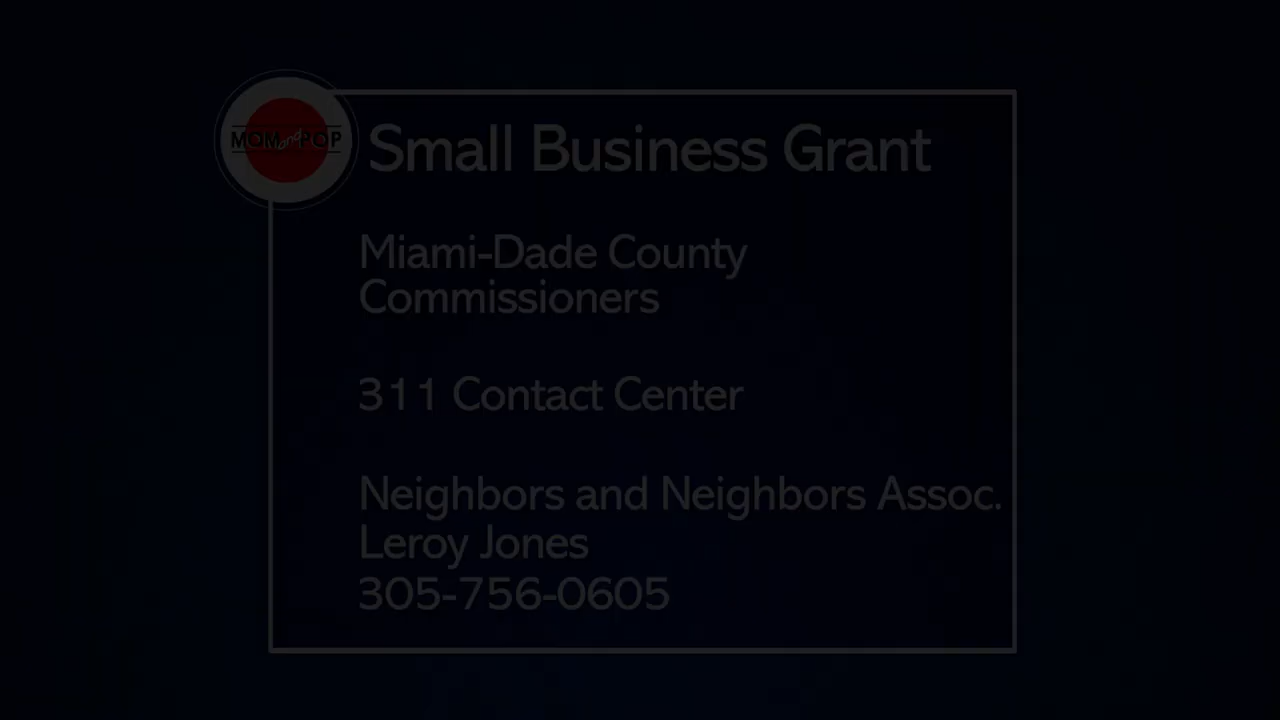 MOM and POP
Small Business Grant
Miami-Dade County
Commissioners
311 Contact Center
Neighbors and Neighbors Assoc.
Leroy Jones
305-756-0605